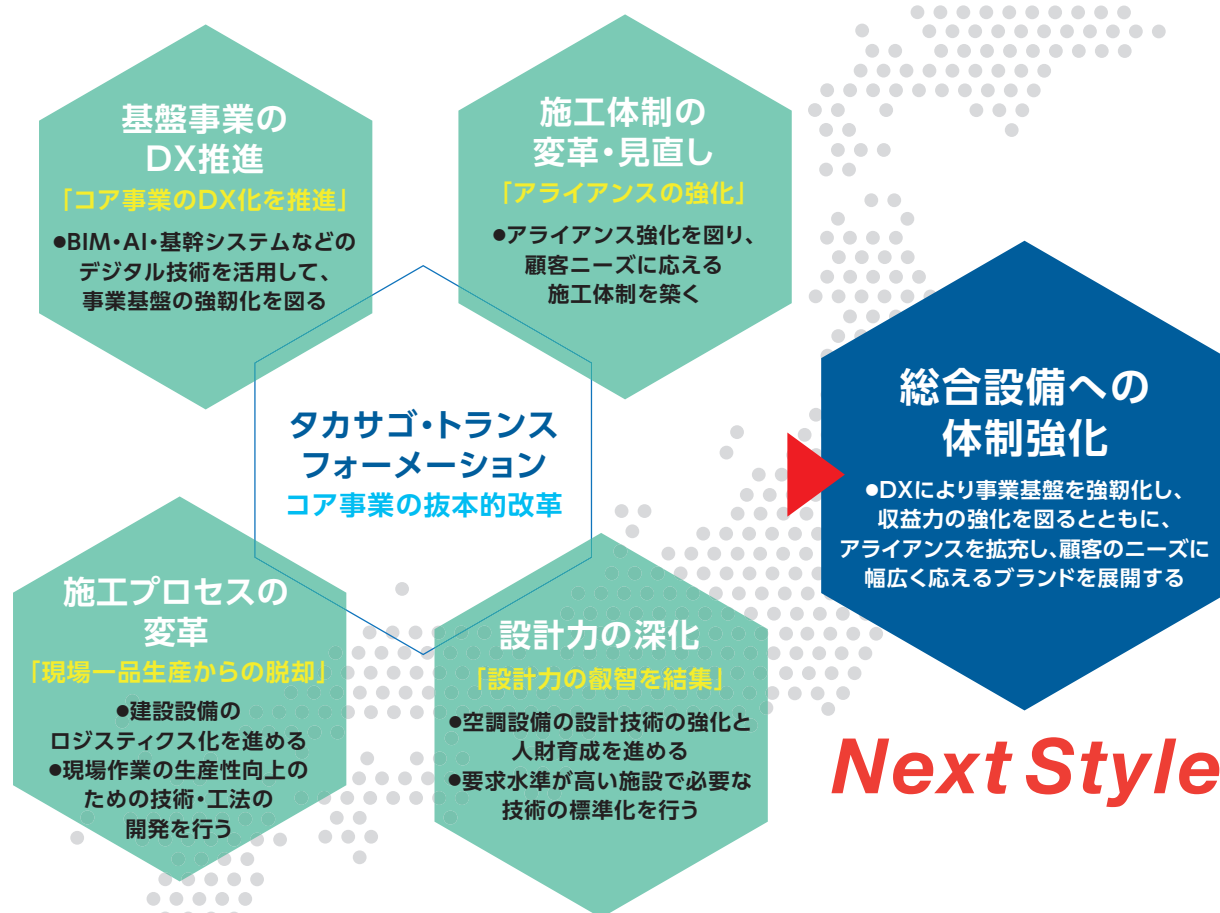 基盤事業の
DX推進
「コア事業のDX化を推進」
●BIM・AI・基幹システムなどの
デジタル技術を活用して、
事業基盤の強靭化を図る
施工体制の
変革・見直し
「アライアンスの強化」
●アライアンス強化を図り、
顧客ニーズに応える
施工体制を築く
タカサゴ・トランス
フォーメーション
コア事業の抜本的改革
施工プロセスの
変革
「現場一品生産からの脱却」
●建設設備の
ロジスティクス化を進める
●現場作業の生産性向上の
ための技術・工法の
開発を行う
設計力の深化
「設計力の叡智を結集」
●空調設備の設計技術の強化と
人財育成を進める
●要求水準が高い施設で必要な
技術の標準化を行う
総合設備への
体制強化
●DXにより事業基盤を強靭化し、
収益力の強化を図るとともに、
アライアンスを拡充し、顧客のニーズに
幅広く応えるブランドを展開する
Next Style